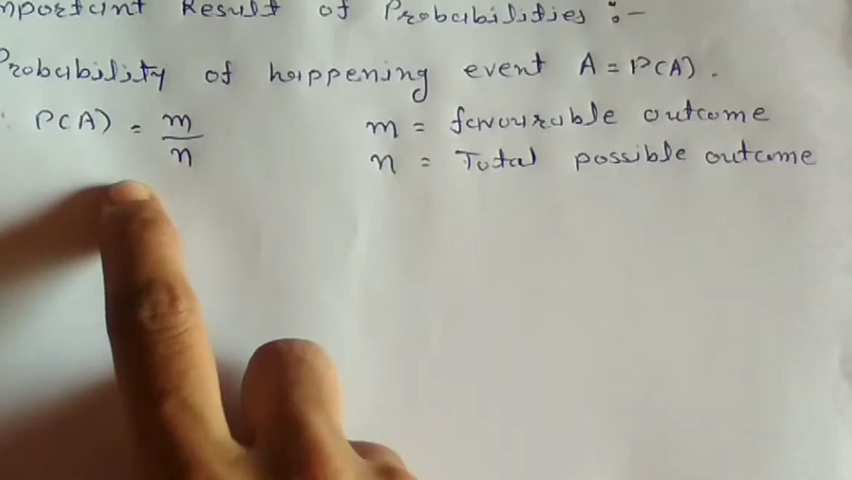 mportant Result of Probabilities :-
Probability of happening event A = P(A).
P(A) = m/n m = favourable outcome
n = Total possible outcome